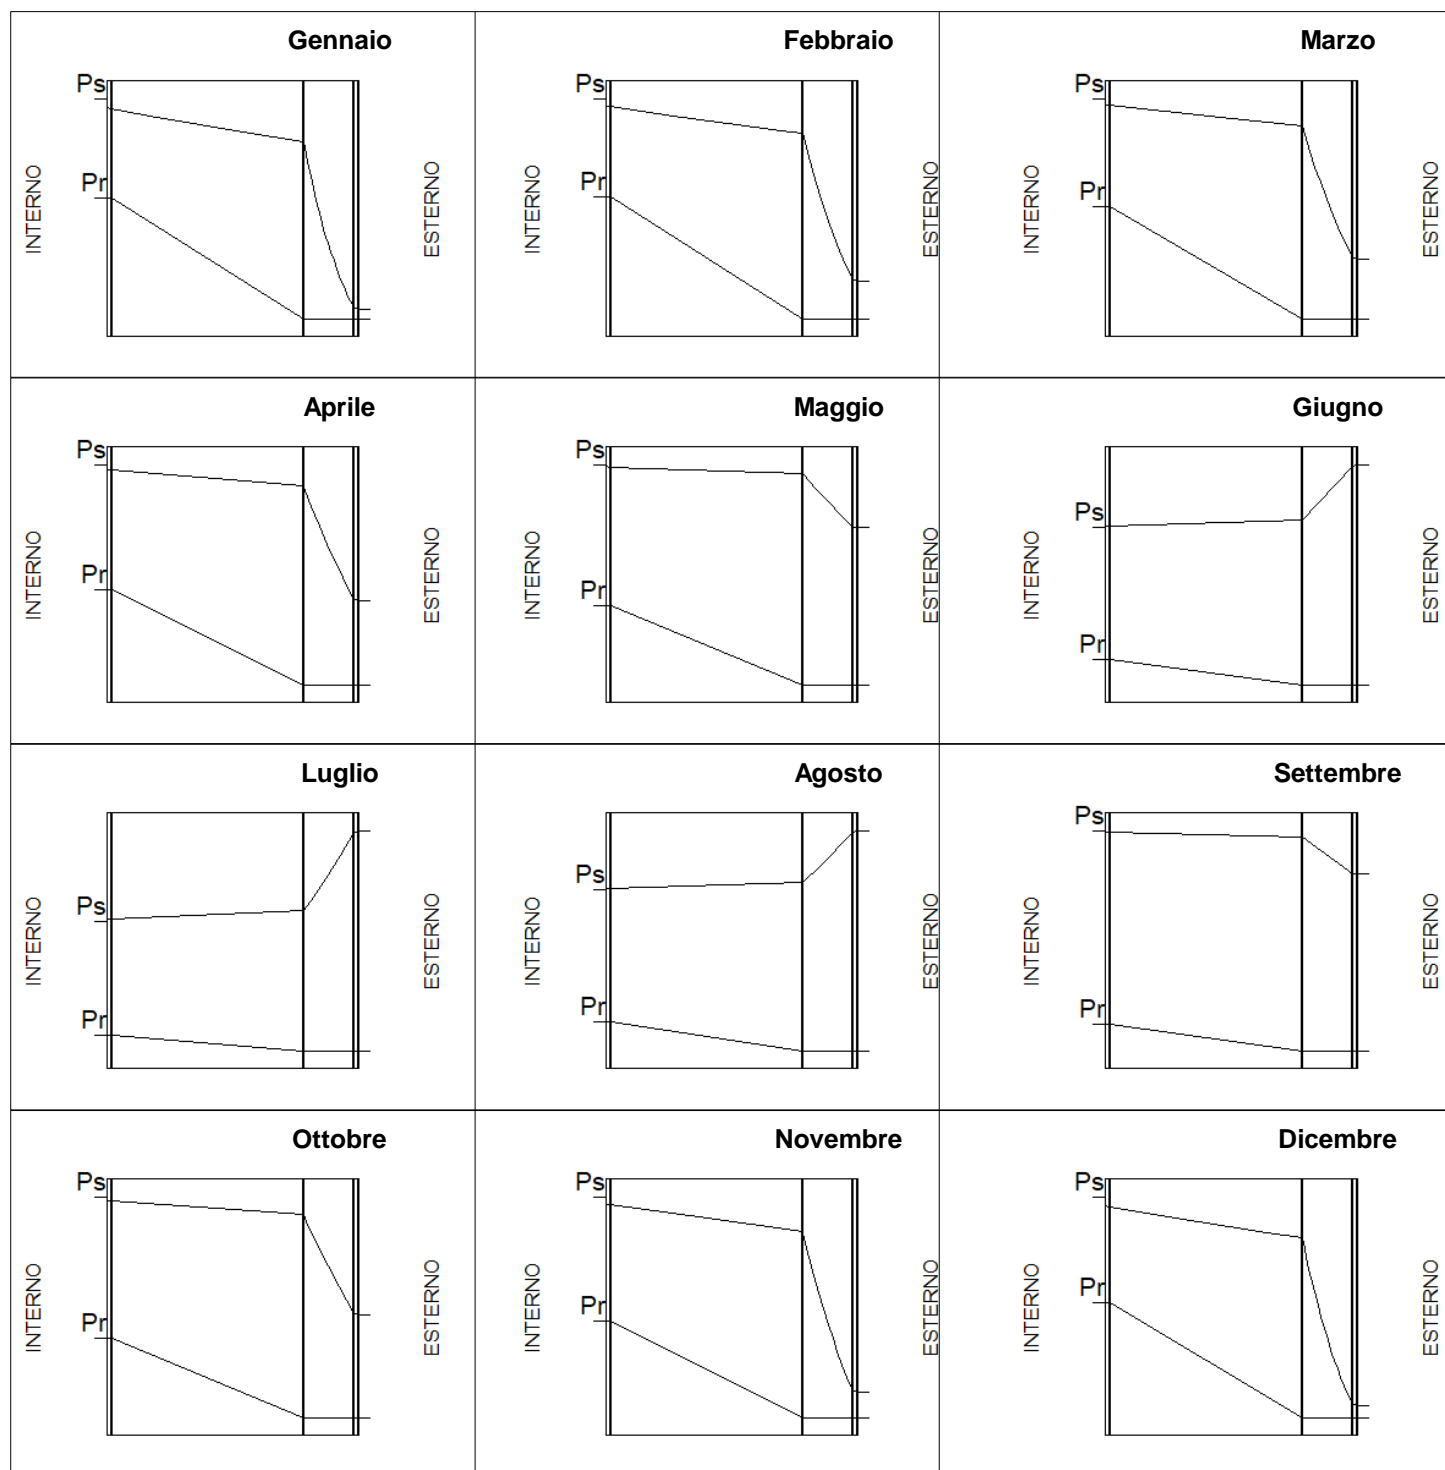 Gennaio
Ps
Pr
INTERNO
ESTERNO
Febbraio
Ps
Pr
INTERNO
ESTERNO
Marzo
Ps
Pr
INTERNO
ESTERNO
Aprile
Ps
Pr
INTERNO
ESTERNO
Maggio
Ps
Pr
INTERNO
ESTERNO
Giugno
Ps
Pr
INTERNO
ESTERNO
Luglio
Ps
Pr
INTERNO
ESTERNO
Agosto
Ps
Pr
INTERNO
ESTERNO
Settembre
Ps
Pr
INTERNO
ESTERNO
Ottobre
Ps
Pr
INTERNO
ESTERNO
Novembre
Ps
Pr
INTERNO
ESTERNO
Dicembre
Ps
Pr
INTERNO
ESTERNO